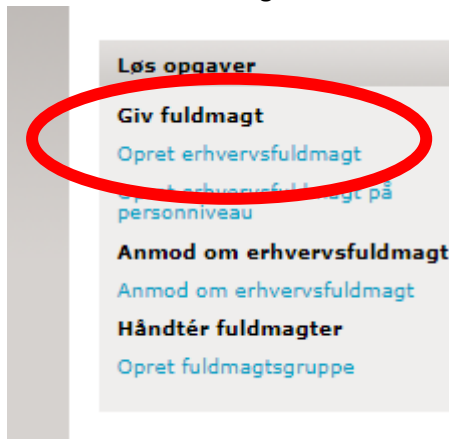 Løs opgaver
Giv fuldmagt
Opret erhvervsfuldmagt
Opret erhvervsfuldmagt på
personniveau
Anmod om erhvervsfuldmagt
Anmod om erhvervsfuldmagt
Håndtér fuldmagter
Opret fuldmagtsgruppe